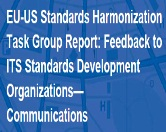 EU-US Standards Harmonization
Task Group Report: Feedback to
ITS Standards Development
Organizations—
Communications